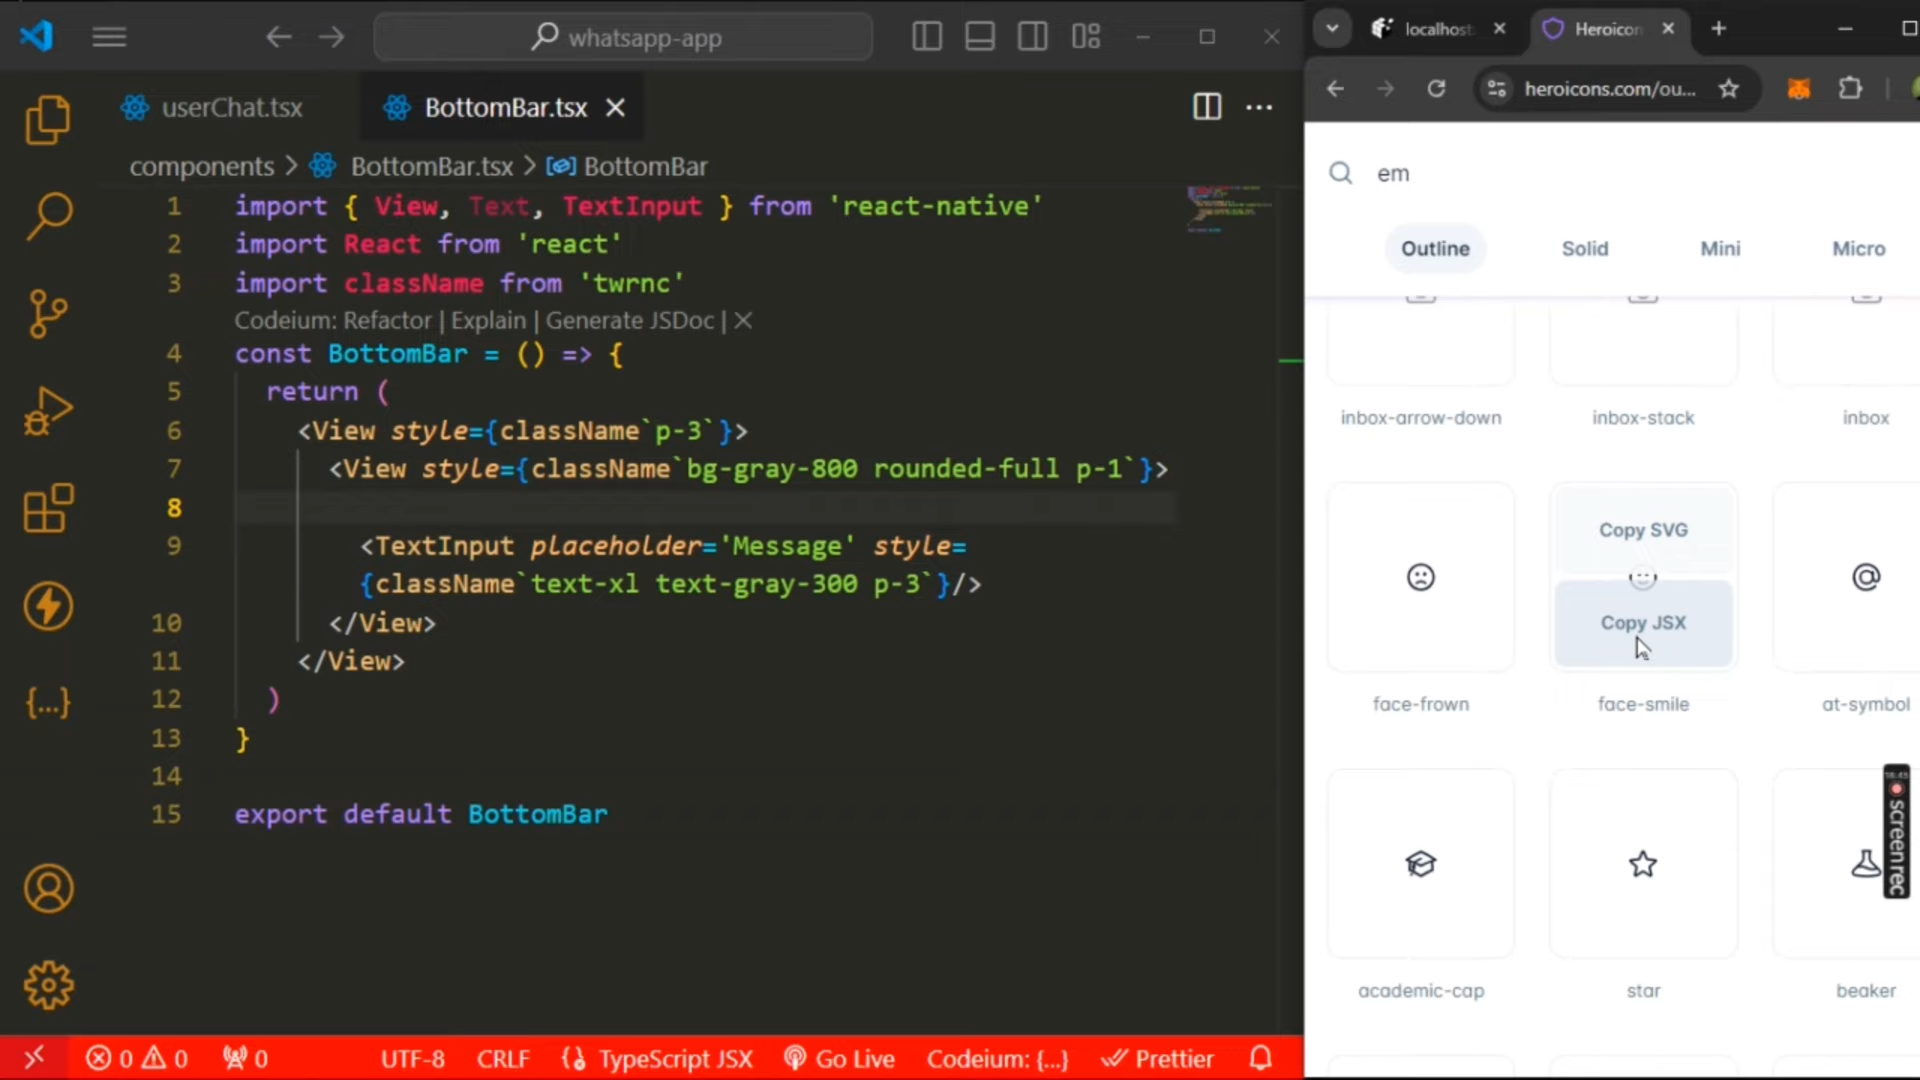 whatsapp-app
userChat.tsx
BottomBar.tsx
components > BottomBar.tsx > BottomBar
1 import { View, Text, TextInput } from 'react-native'
2 import React from 'react'
3 import className from 'twrnc'
Codeium: Refactor | Explain | Generate JSDoc | ×
4 const BottomBar = () => {
5 return (
6 <View style={className`p-3`}>
7 <View style={className`bg-gray-800 rounded-full p-1`}>
8
9 <TextInput placeholder='Message' style=
{className`text-xl text-gray-300 p-3`}/>
10 </View>
11 </View>
12 )
13 }
14
15 export default BottomBar
0 0 0 UTF-8 CRLF TypeScript JSX Go Live Codeium: {...} Prettier
localhost: Heroicon
heroicons.com/ou...
em
Outline Solid Mini Micro
inbox-arrow-down inbox-stack inbox
Copy SVG
Copy JSX
face-frown face-smile at-symbol
academic-cap star beaker
screenrec